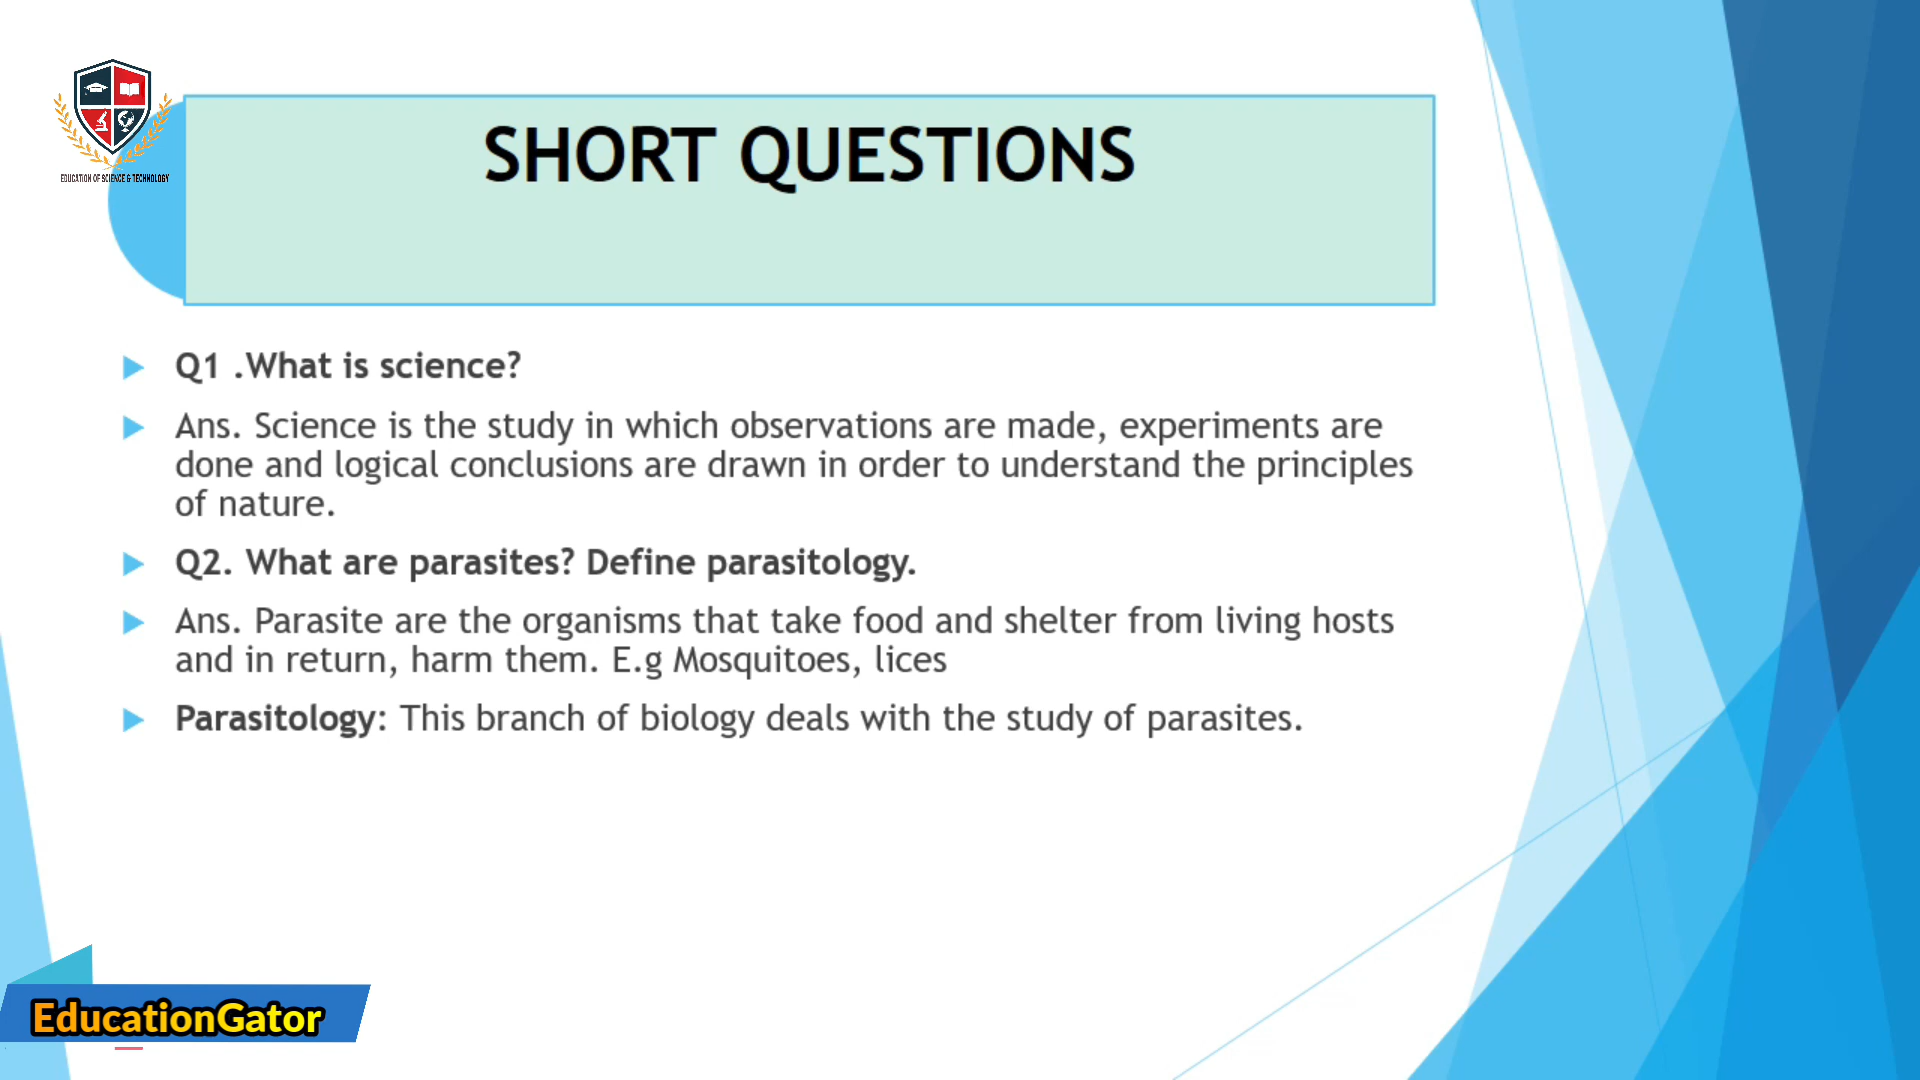 EDUCATION OF SCIENCE & TECHNOLOGY
SHORT QUESTIONS
Q1 .What is science?
Ans. Science is the study in which observations are made, experiments are
done and logical conclusions are drawn in order to understand the principles
of nature.
Q2. What are parasites? Define parasitology.
Ans. Parasite are the organisms that take food and shelter from living hosts
and in return, harm them. E.g Mosquitoes, lices
Parasitology: This branch of biology deals with the study of parasites.
EducationGator